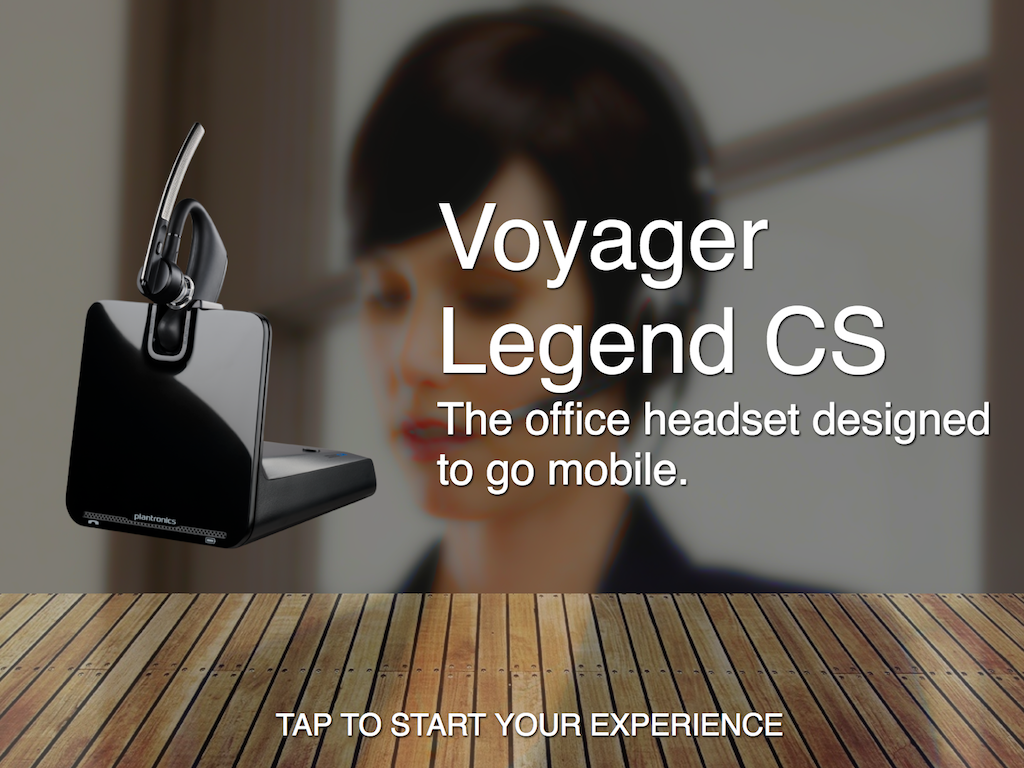 Voyager
Legend CS
The office headset designed
to go mobile.
plantronics
TAP TO START YOUR EXPERIENCE